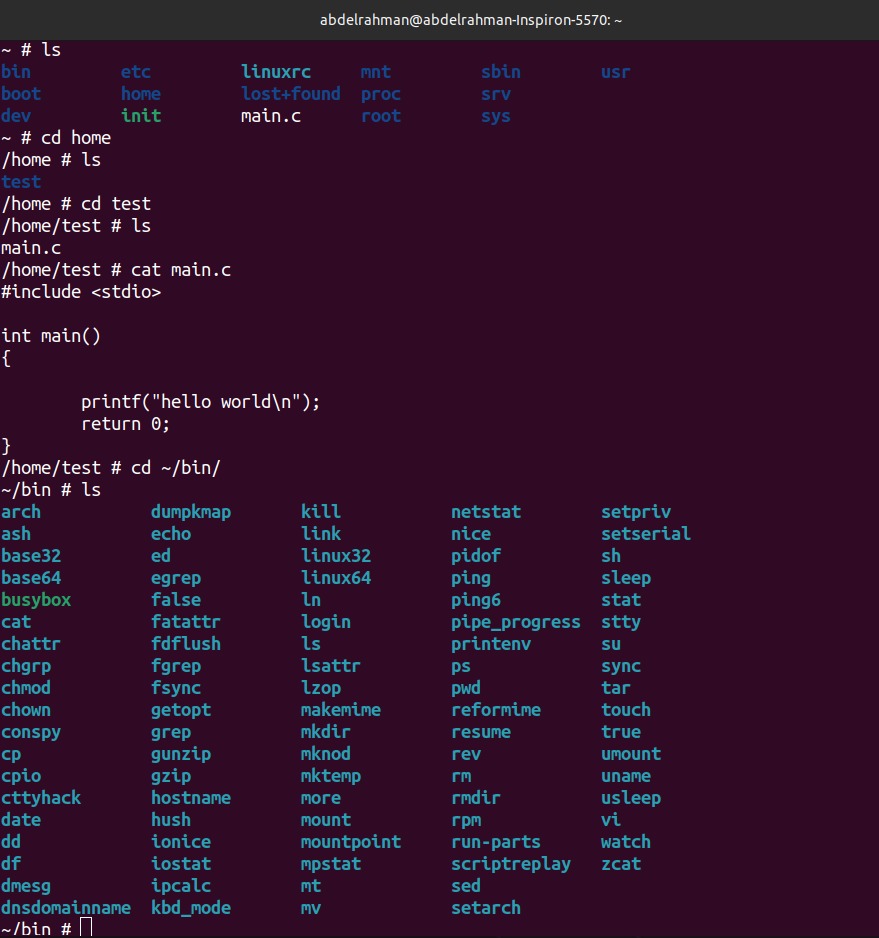 abdelrahman@abdelrahman-Inspiron-5570: ~
~ # ls
bin etc linuxrc mnt sbin usr
boot home lost+found proc srv
dev init main.c root sys
~ # cd home
/home # ls
test
/home # cd test
/home/test # ls
main.c
/home/test # cat main.c
#include <stdio>
int main()
{
printf("hello world\n");
return 0;
}
/home/test # cd ~/bin/
~/bin # ls
arch dumpkmap kill netstat setpriv
ash echo link nice setserial
base32 ed linux32 pidof sh
base64 egrep linux64 ping sleep
busybox false ln ping6 stat
cat fatattr login pipe_progress stty
chattr fdflush ls printenv su
chgrp fgrep lsattr ps sync
chmod fsync lzop pwd tar
chown getopt makemime reformime touch
conspy grep mkdir resume true
cp gunzip mknod rev umount
cpio gzip mktemp rm uname
cttyhack hostname more rmdir usleep
date hush mount rpm vi
dd ionice mountpoint run-parts watch
df iostat mpstat scriptreplay zcat
dmesg ipcalc mt sed
dnsdomainname kbd_mode mv setarch
~/bin #